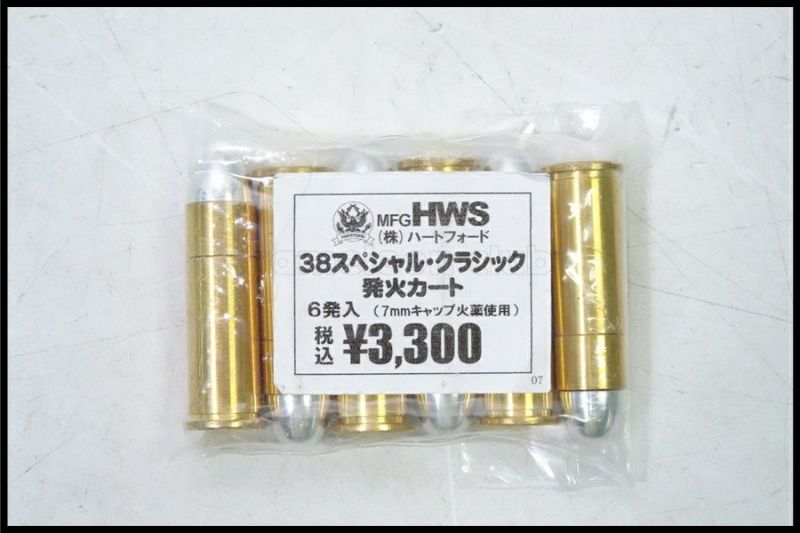 MFG HWS
(株) ハートフォード
38スペシャル・クラシック
発火カート
6発入 (7mmキャップ火薬使用)
税込 ¥3,300
07